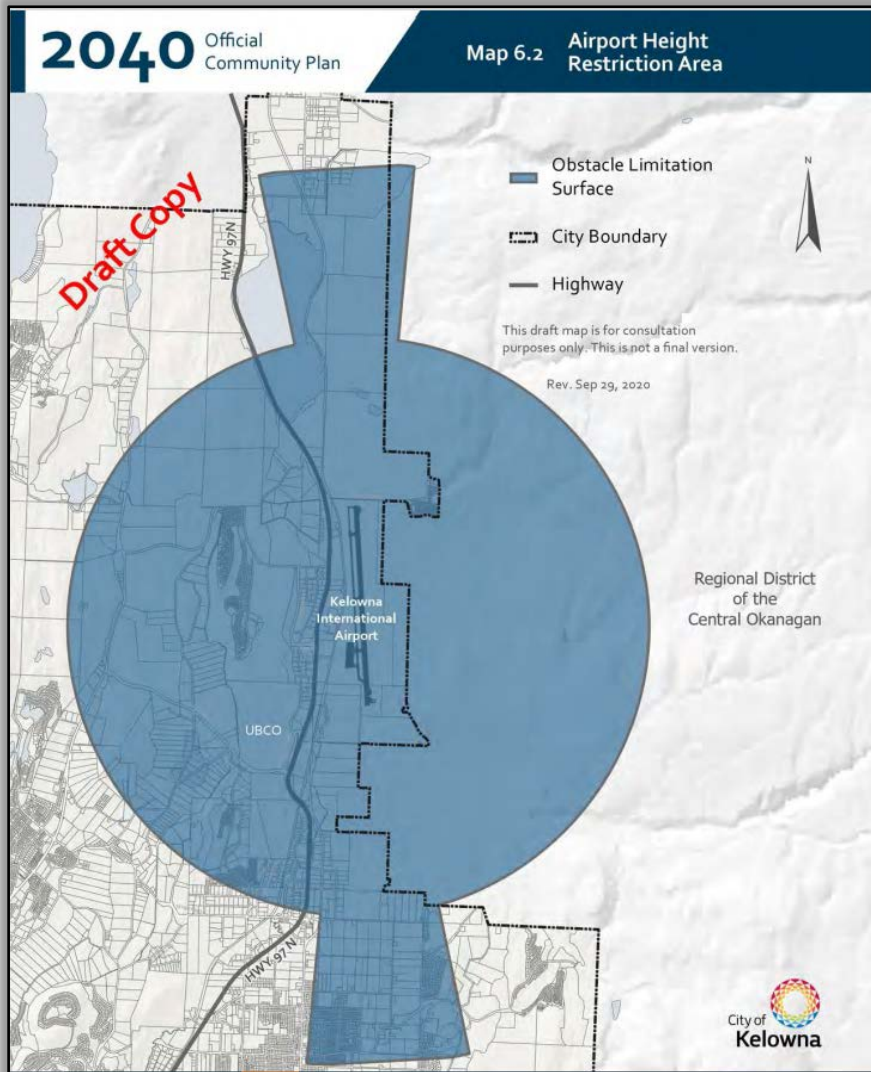 2040 Official
Community Plan
Map 6.2 Airport Height
Restriction Area
Draft Copy
HWY 97N
Obstacle Limitation
Surface
City Boundary
Highway
N
This draft map is for consultation
purposes only. This is not a final version.
Rev. Sep 29, 2020
Kelowna
International
Airport
Regional District
of the
Central Okanagan
UBCO
HWY 97 N
City of
Kelowna